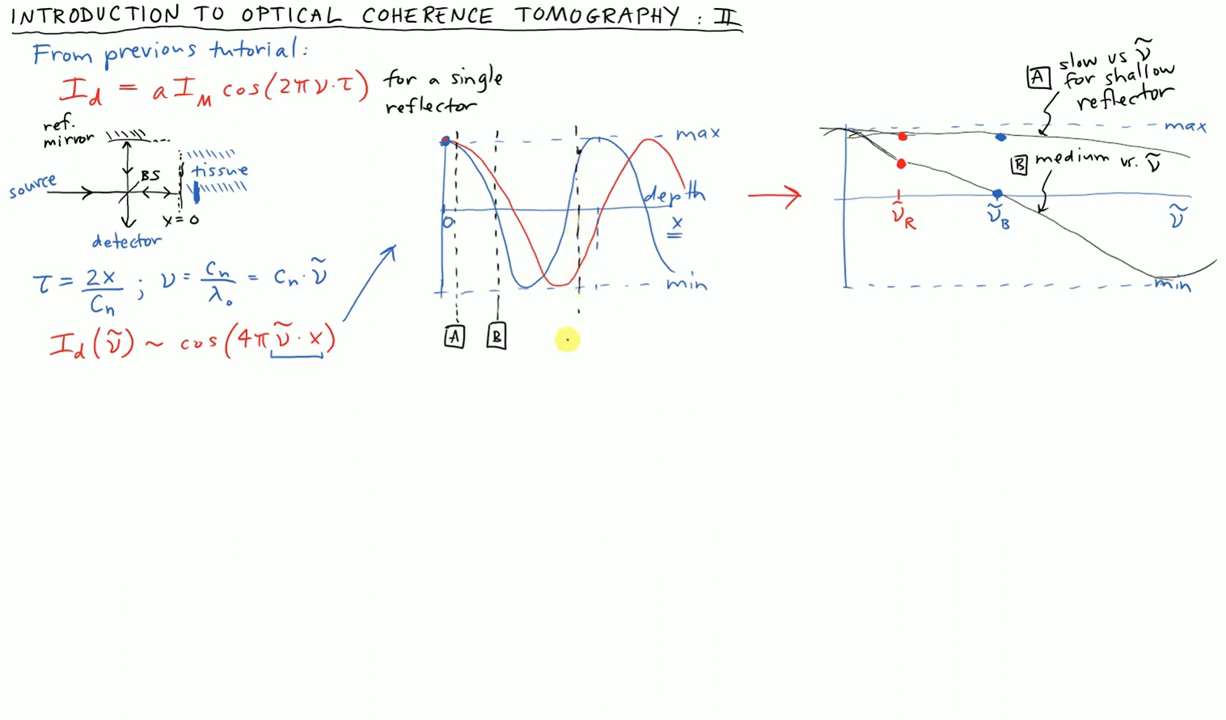 INTRODUCTION TO OPTICAL COHERENCE TOMOGRAPHY : II
From previous tutorial:
I_d = a I_M cos(2πν·τ) for a single reflector
ref. mirror
BS
source
tissue
x=0
detector
τ = 2x/C_n ; ν = C_n/λ_o = C_n·ν̃
I_d(ν̃) ~ cos(4πν̃·x)
max
depth
0
x
min
A
B
A slow vs ν̃
for shallow
reflector
max
B medium vs. ν̃
ν̃_R
ν̃_B
ν̃
min